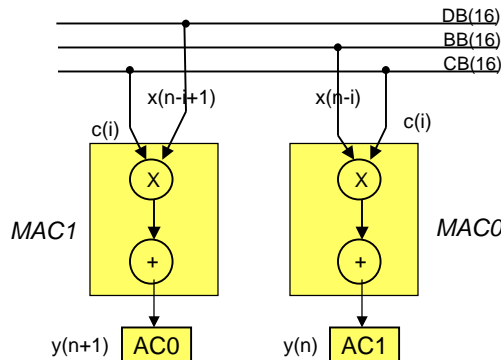 DB(16)
BB(16)
CB(16)
x(n-i+1)
x(n-i)
c(i)
c(i)
X
X
MAC1
MAC0
+
+
y(n+1)
AC0
y(n)
AC1